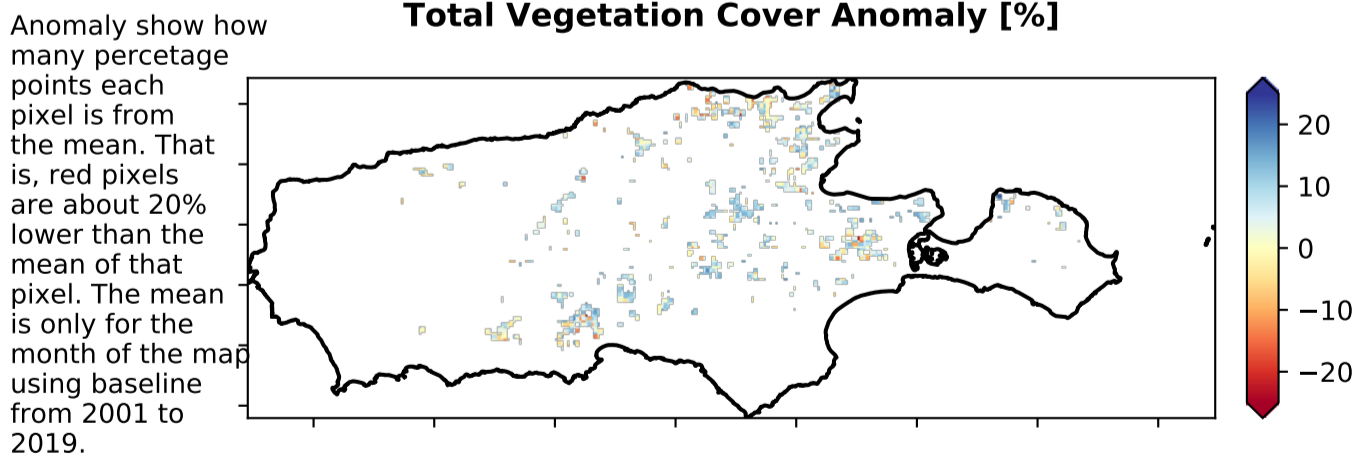 Total Vegetation Cover Anomaly [%]
Anomaly show how
many percetage
points each
pixel is from
the mean. That
is, red pixels
are about 20%
lower than the
mean of that
pixel. The mean
is only for the
month of the map
using baseline
from 2001 to
2019.
20
10
0
−10
−20